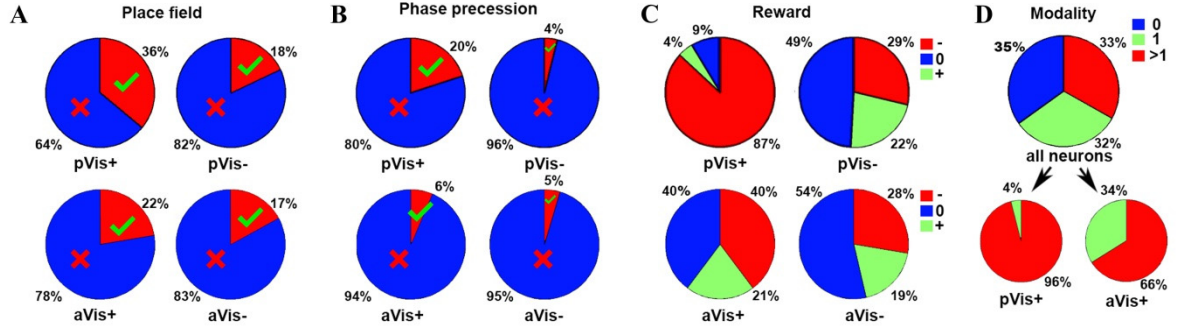 A Place field
36%
64%
pVis+
18%
82%
pVis-
22%
78%
aVis+
17%
83%
aVis-
B Phase precession
20%
80%
pVis+
4%
96%
pVis-
6%
94%
aVis+
5%
95%
aVis-
C Reward
4%
9%
87%
pVis+
49%
29%
22%
pVis-
-
0
+
40%
40%
21%
aVis+
54%
28%
19%
aVis-
-
0
+
D Modality
35%
33%
32%
all neurons
0
1
>1
4%
96%
pVis+
34%
66%
aVis+